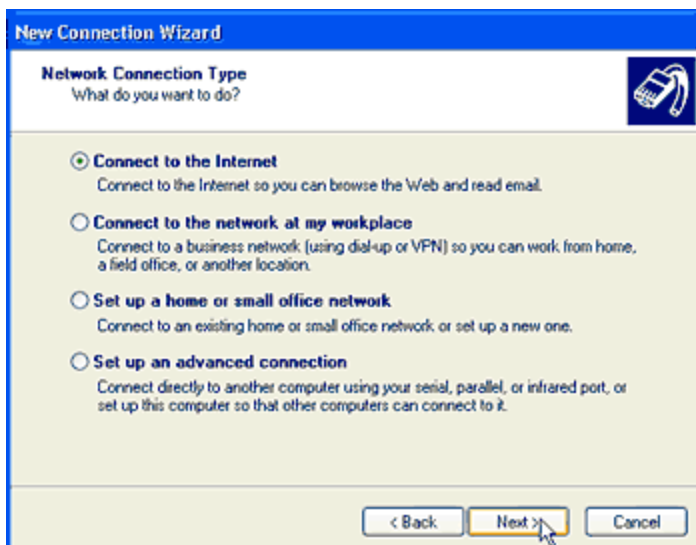 New Connection Wizard
Network Connection Type
What do you want to do?
Connect to the Internet
Connect to the Internet so you can browse the Web and read email.
Connect to the network at my workplace
Connect to a business network (using dial-up or VPN) so you can work from home,
a field office, or another location.
Set up a home or small office network
Connect to an existing home or small office network or set up a new one.
Set up an advanced connection
Connect directly to another computer using your serial, parallel, or infrared port, or
set up this computer so that other computers can connect to it.
< Back Next > Cancel